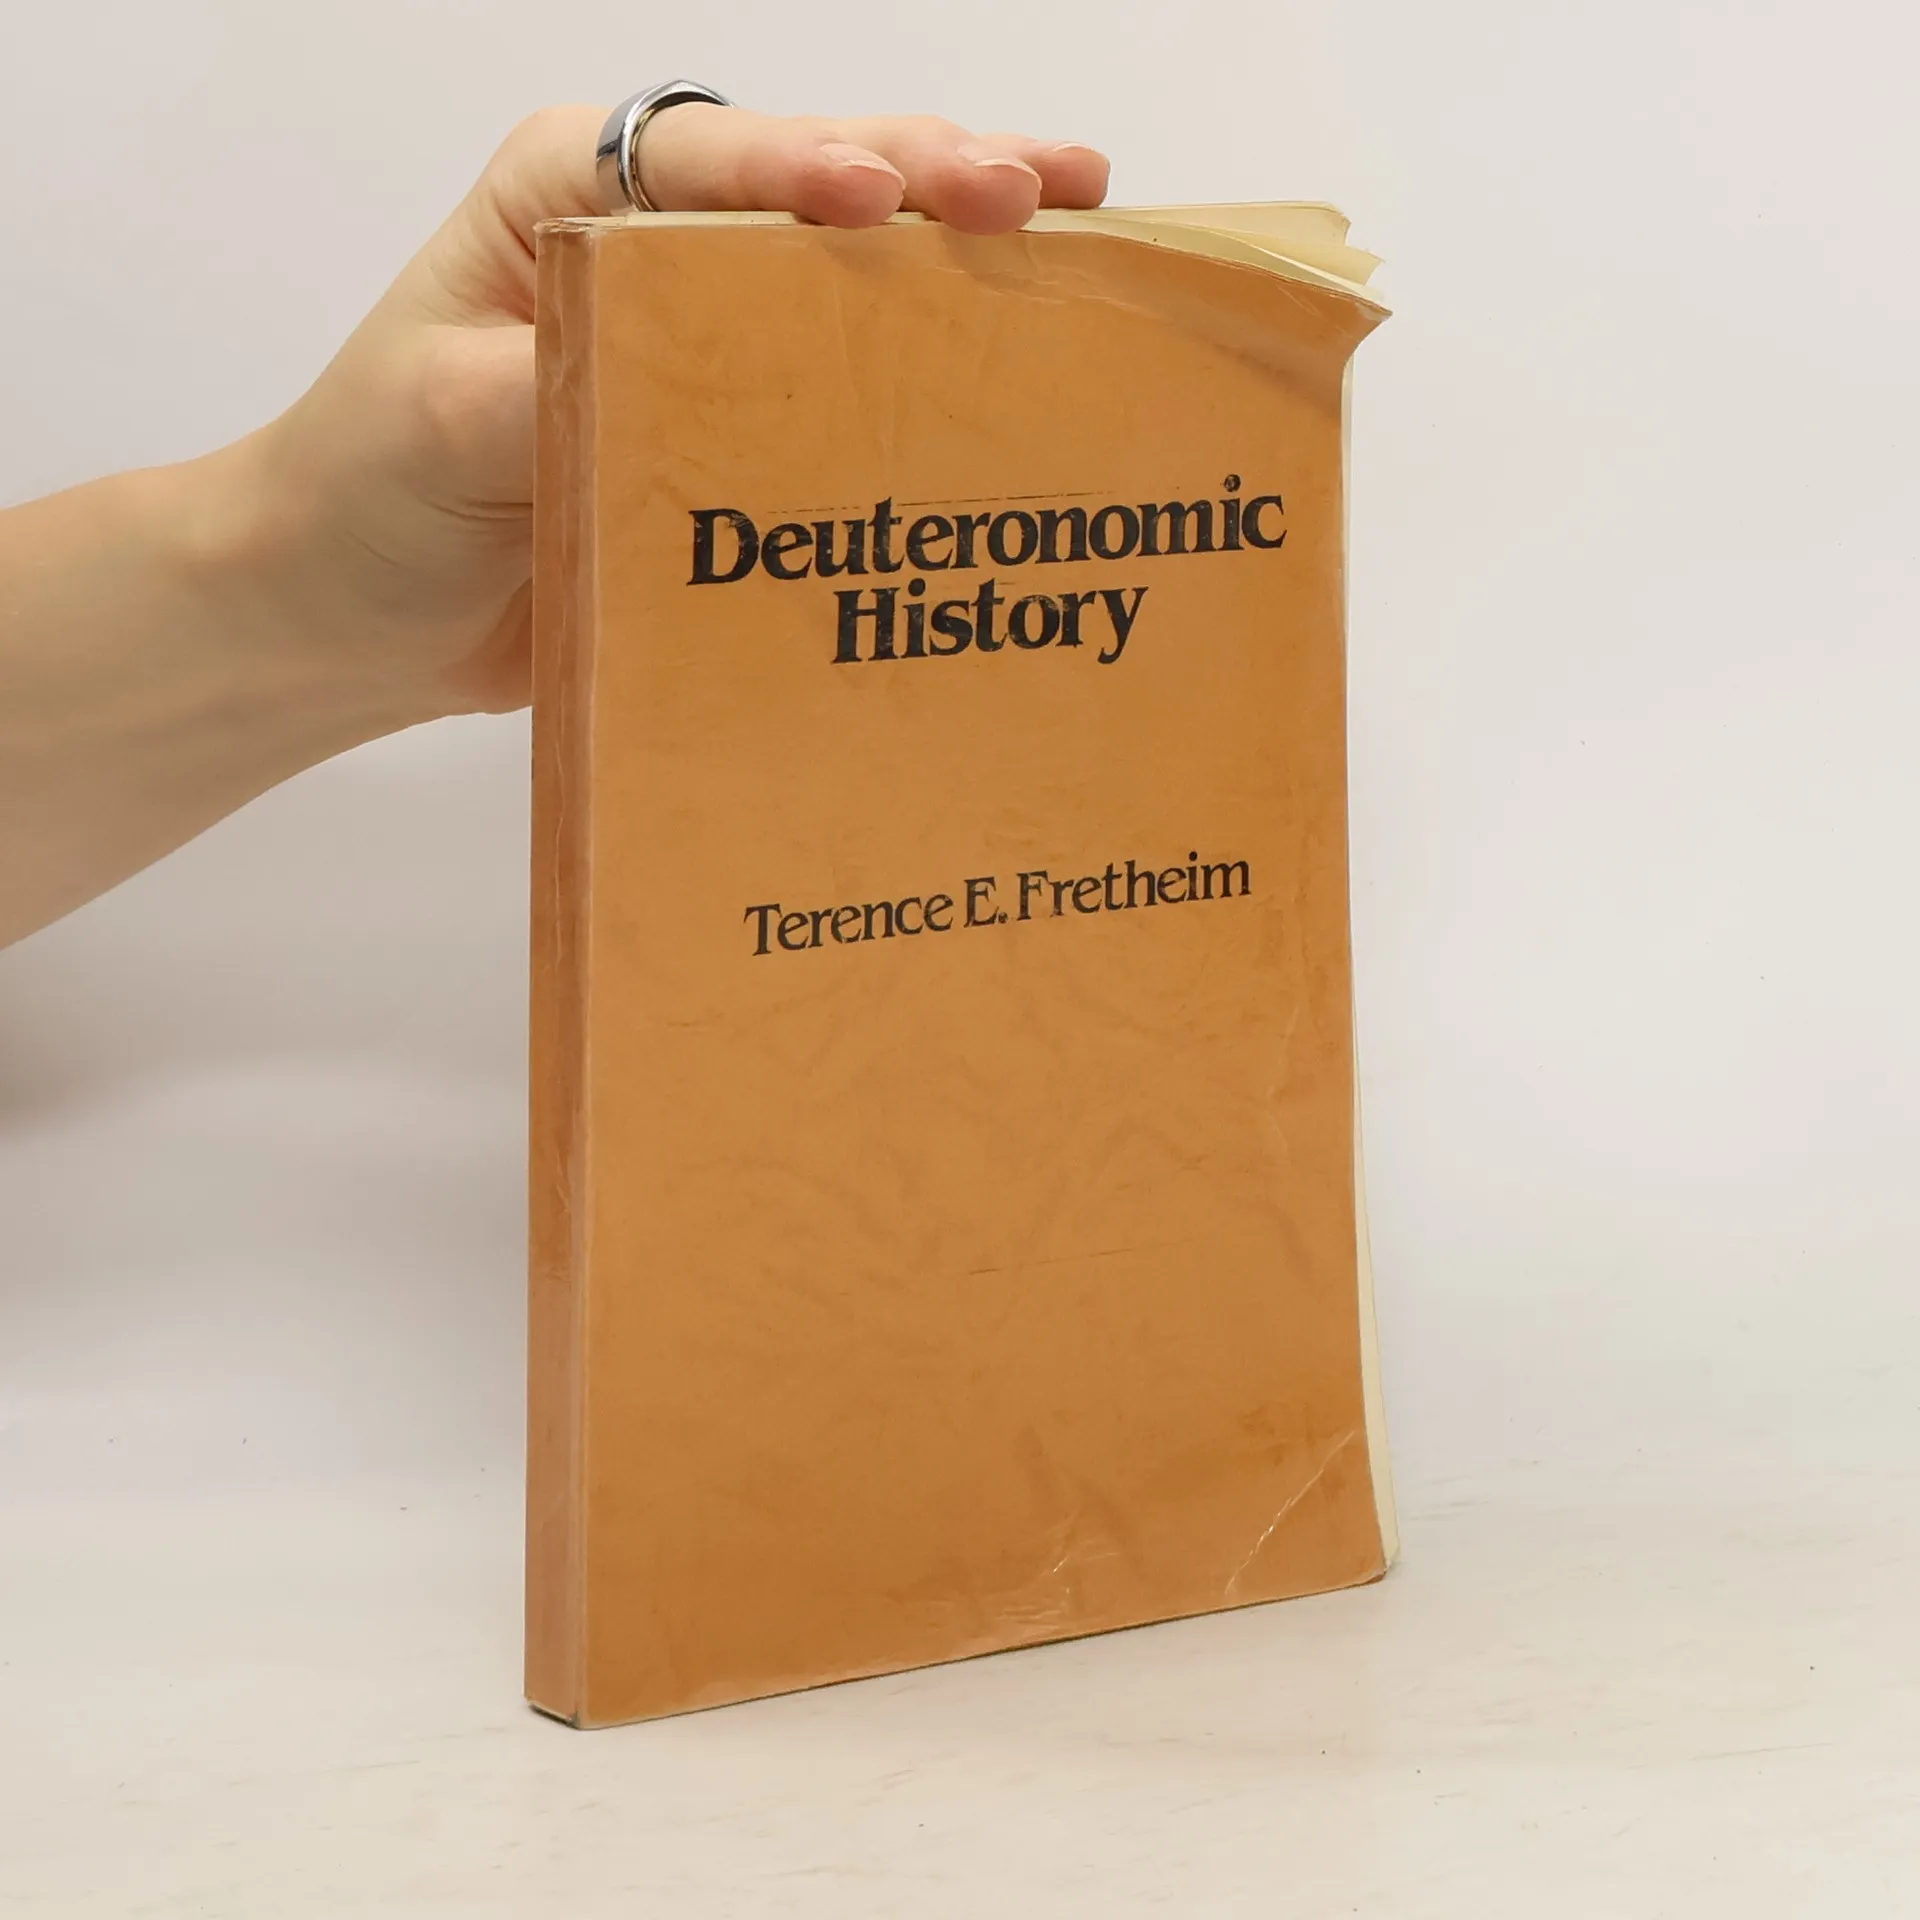 Deuteronomic
History
Terence E. Fretheim